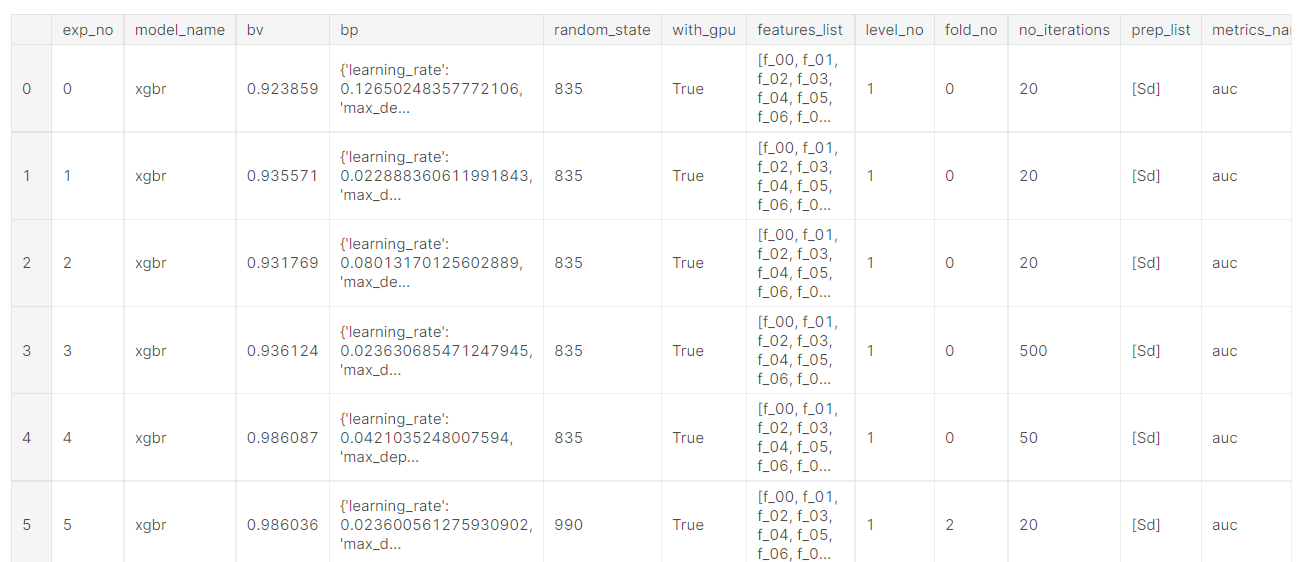 exp_no model_name bv bp random_state with_gpu features_list level_no fold_no no_iterations prep_list metrics_na
0 0 xgbr 0.923859 {'learning_rate': 0.12650248357772106, 'max_de... 835 True [f_00, f_01, f_02, f_03, f_04, f_05, f_06, f_0... 1 0 20 [Sd] auc
1 1 xgbr 0.935571 {'learning_rate': 0.022888360611991843, 'max_d... 835 True [f_00, f_01, f_02, f_03, f_04, f_05, f_06, f_0... 1 0 20 [Sd] auc
2 2 xgbr 0.931769 {'learning_rate': 0.08013170125602889, 'max_de... 835 True [f_00, f_01, f_02, f_03, f_04, f_05, f_06, f_0... 1 0 20 [Sd] auc
3 3 xgbr 0.936124 {'learning_rate': 0.023630685471247945, 'max_d... 835 True [f_00, f_01, f_02, f_03, f_04, f_05, f_06, f_0... 1 0 500 [Sd] auc
4 4 xgbr 0.986087 {'learning_rate': 0.0421035248007594, 'max_dep... 835 True [f_00, f_01, f_02, f_03, f_04, f_05, f_06, f_0... 1 0 50 [Sd] auc
5 5 xgbr 0.986036 {'learning_rate': 0.023600561275930902, 'max_d... 990 True [f_00, f_01, f_02, f_03, f_04, f_05, f_06, f_0... 1 2 20 [Sd] auc